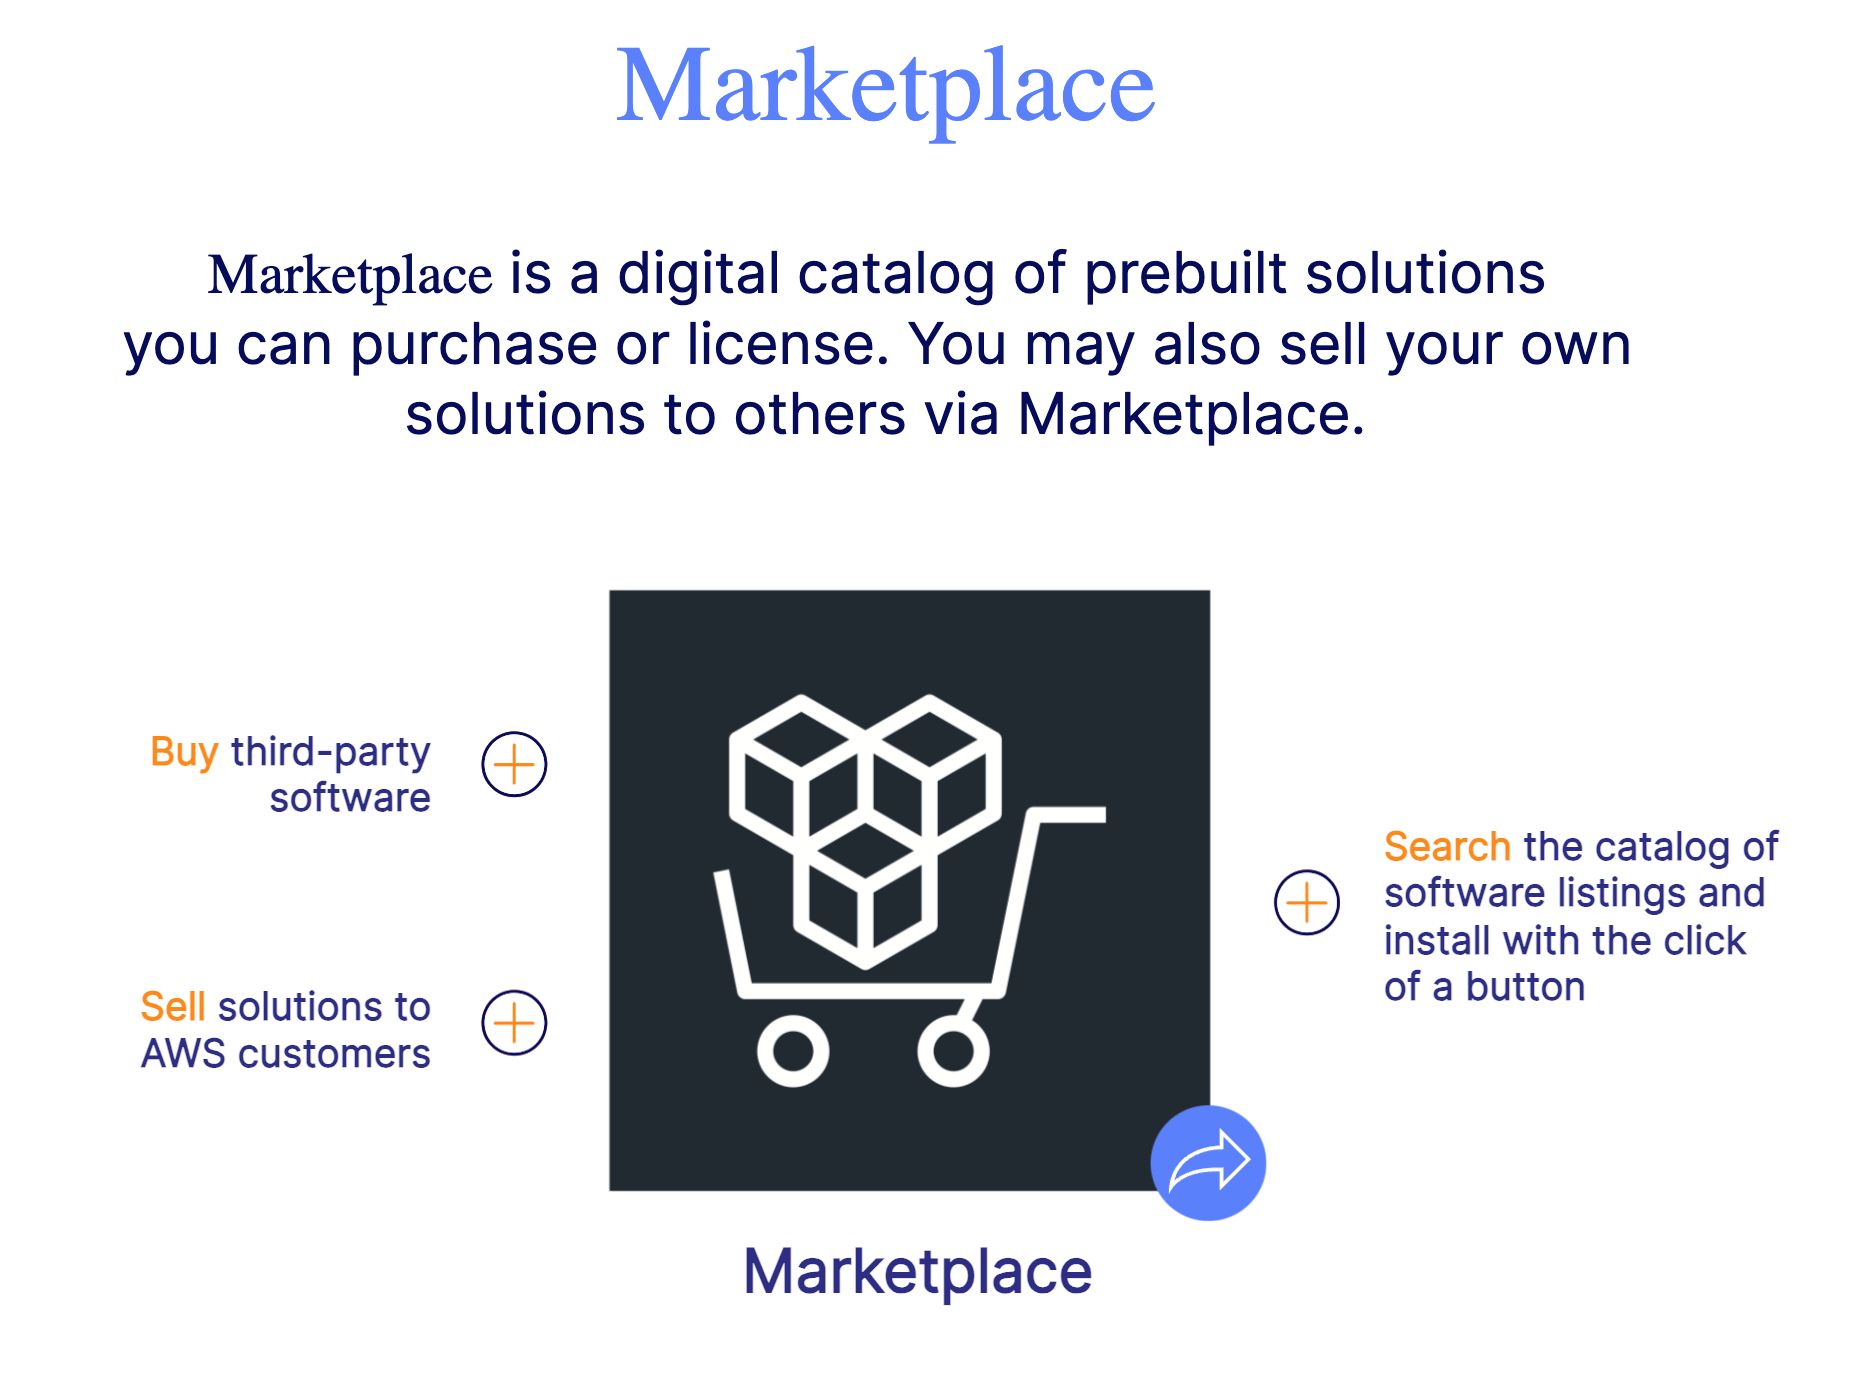 Marketplace
Marketplace is a digital catalog of prebuilt solutions
you can purchase or license. You may also sell your own
solutions to others via Marketplace.
Buy third-party
software
Sell solutions to
AWS customers
Search the catalog of
software listings and
install with the click
of a button
Marketplace